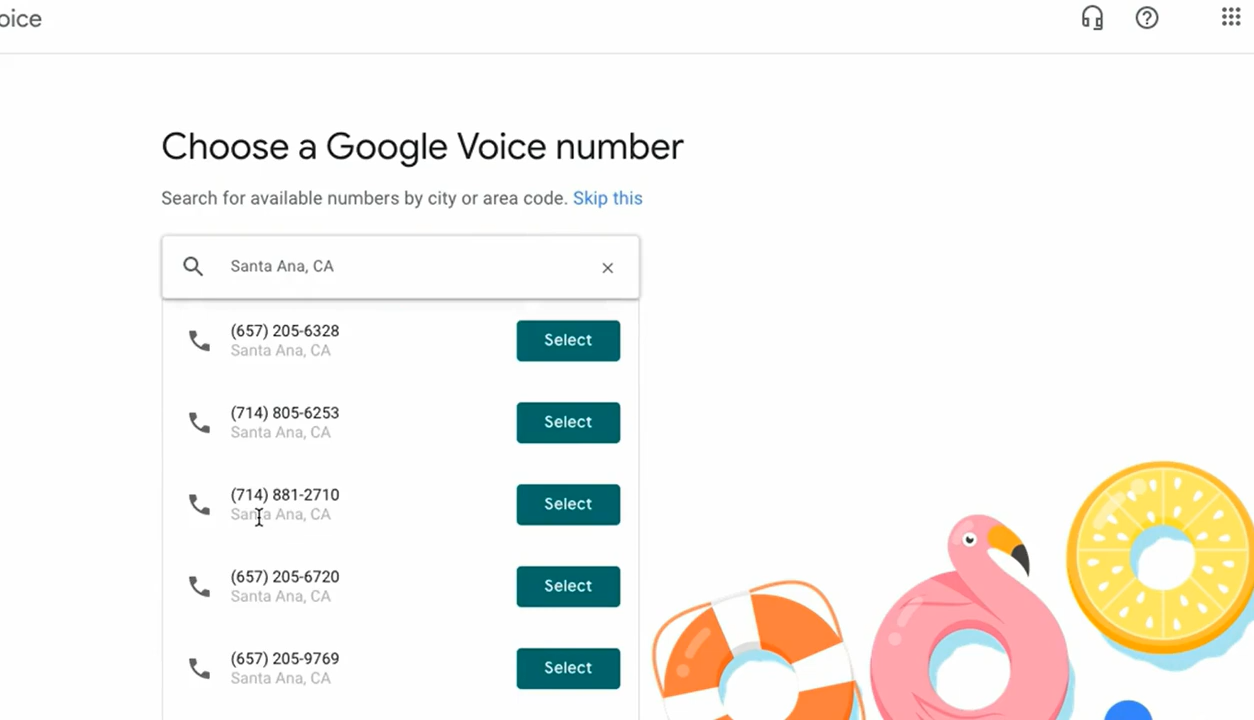 oice
Choose a Google Voice number
Search for available numbers by city or area code. Skip this
Santa Ana, CA
(657) 205-6328
Santa Ana, CA
Select
(714) 805-6253
Santa Ana, CA
Select
(714) 881-2710
Santa Ana, CA
Select
(657) 205-6720
Santa Ana, CA
Select
(657) 205-9769
Santa Ana, CA
Select